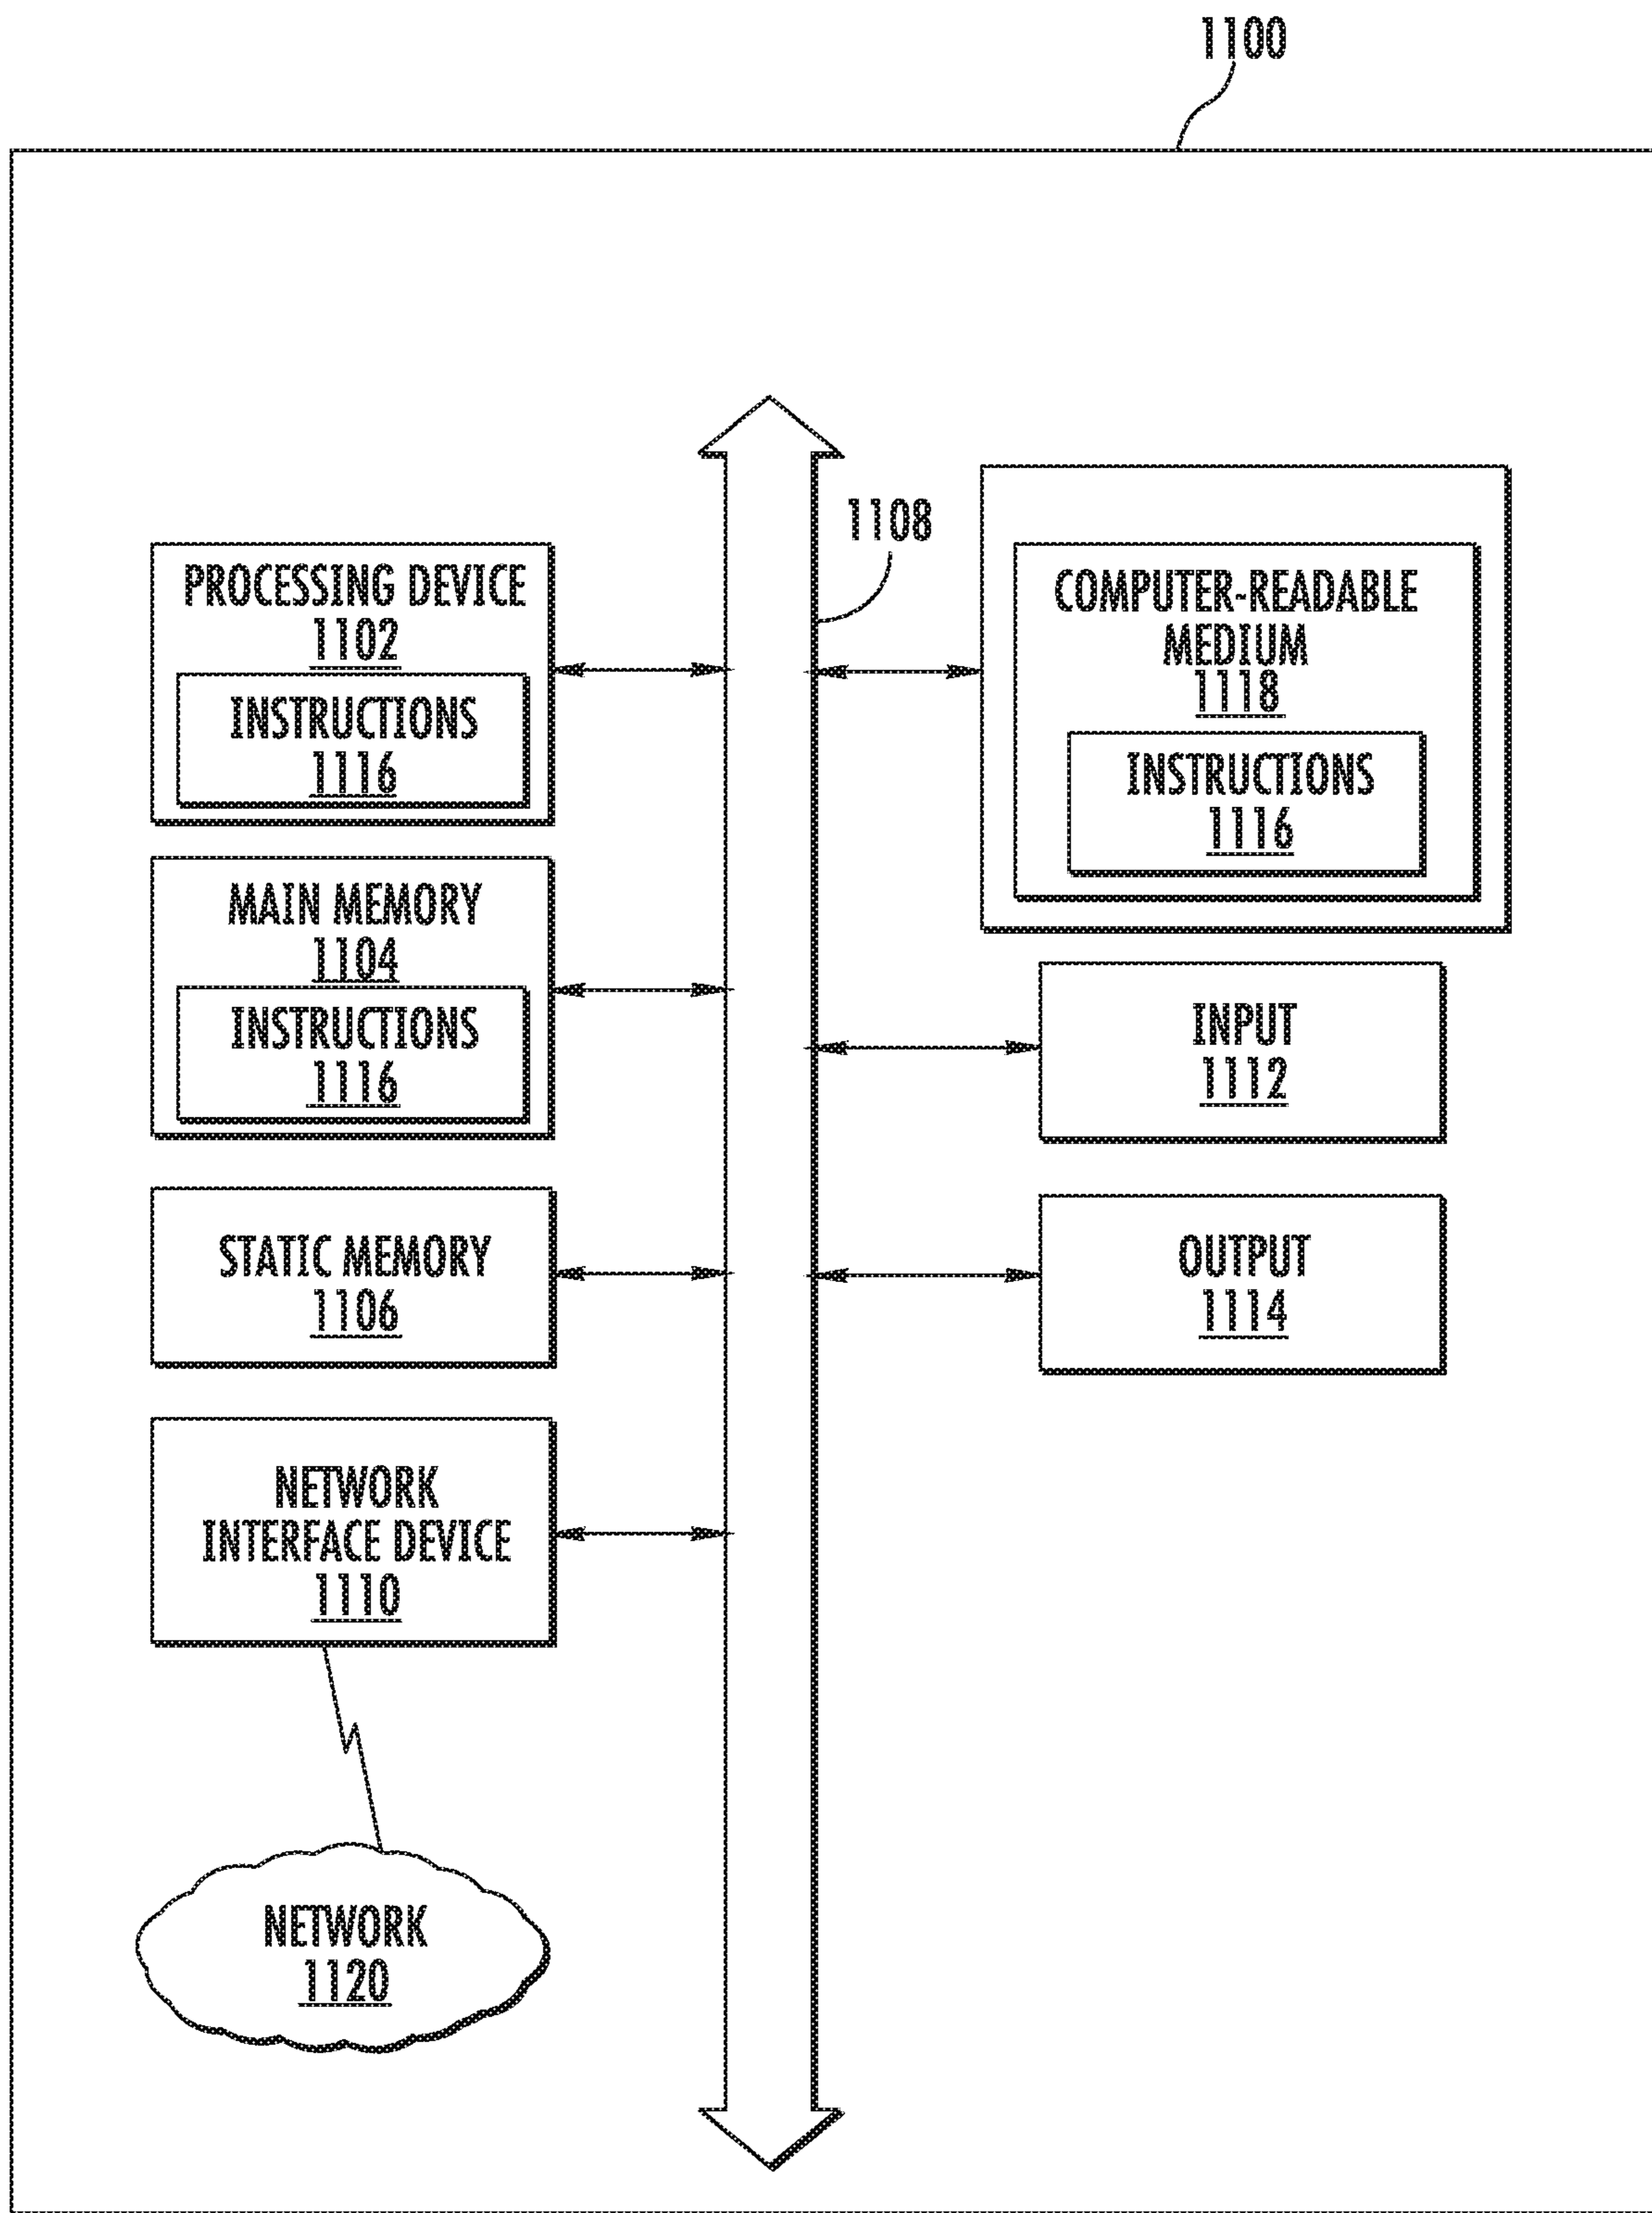 1100
1108
PROCESSING DEVICE
1102
INSTRUCTIONS
1116
MAIN MEMORY
1104
INSTRUCTIONS
1116
STATIC MEMORY
1106
NETWORK
INTERFACE DEVICE
1110
NETWORK
1120
COMPUTER-READABLE
MEDIUM
1118
INSTRUCTIONS
1116
INPUT
1112
OUTPUT
1114